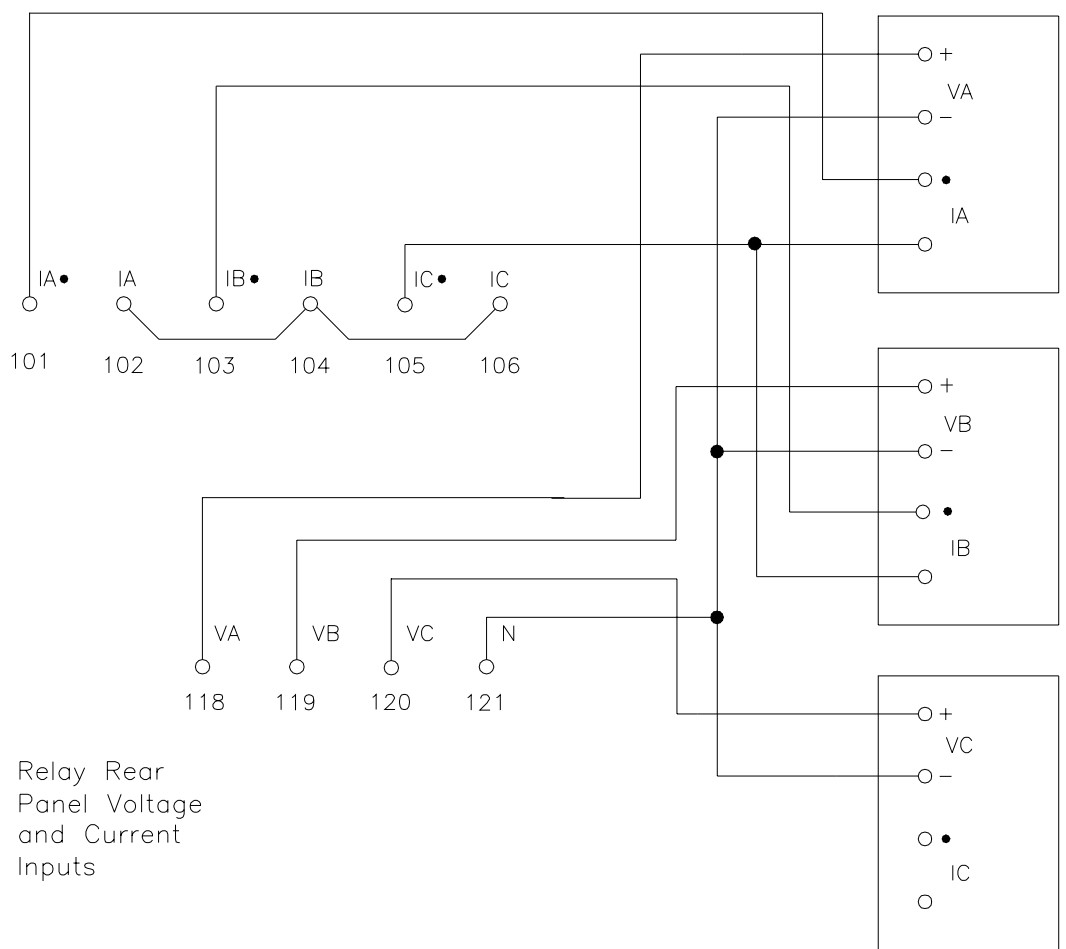 +
VA
−
•
IA
IA• IA IB• IB IC• IC
101 102 103 104 105 106
+
VB
−
•
IB
VA VB VC N
118 119 120 121
+
VC
−
•
IC
Relay Rear
Panel Voltage
and Current
Inputs